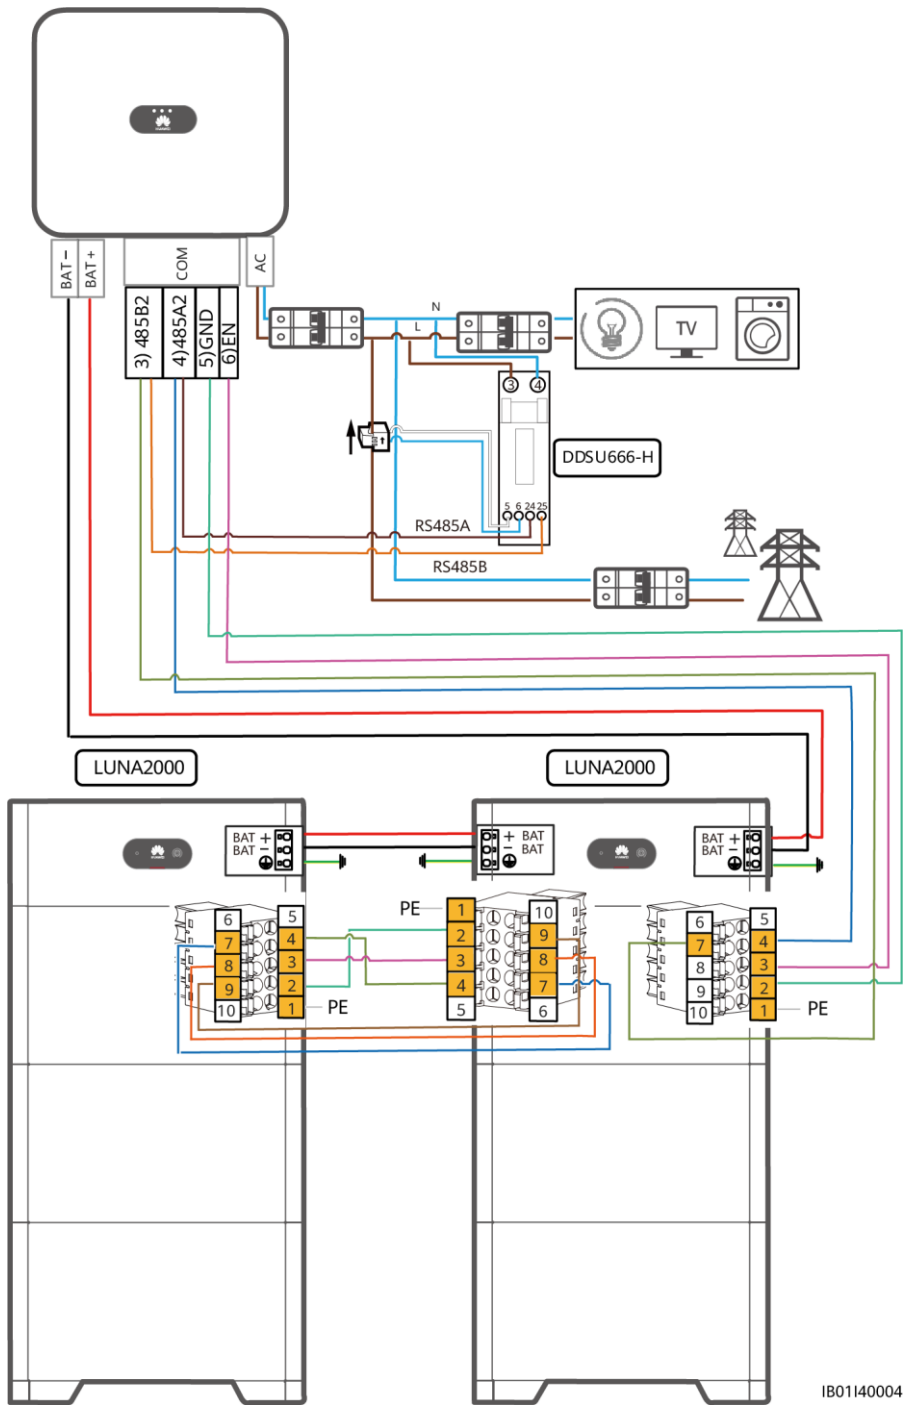 BAT −
BAT +
COM
AC
3) 485B2
4) 485A2
5)GND
6)EN
N
L
TV
3
4
DDSU666-H
5 6 24 25
RS485A
RS485B
LUNA2000
LUNA2000
BAT +
BAT −
+ BAT
− BAT
BAT +
BAT −
6
7
8
9
10
5
4
3
2
1
PE
PE
1
2
3
4
5
10
9
8
7
6
6
7
8
9
10
5
4
3
2
1
PE
IB01I40004